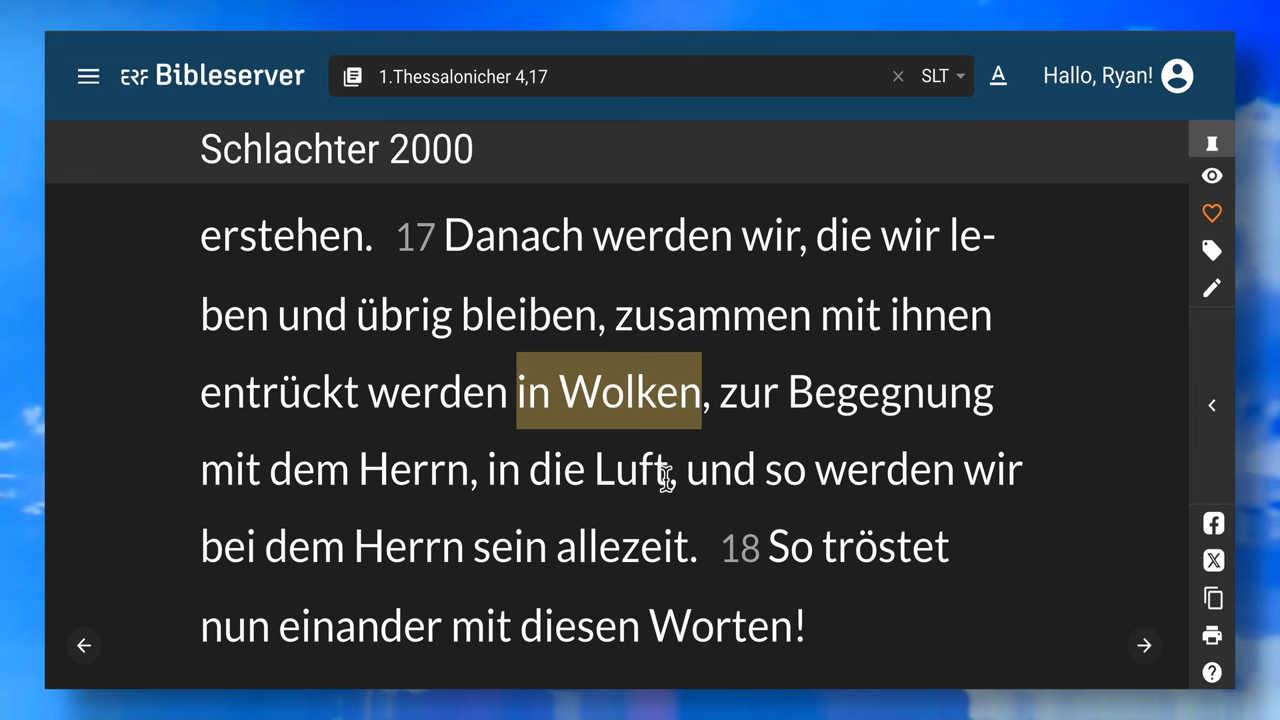 ERF Bibleserver
1.Thessalonicher 4,17
SLT
A
Hallo, Ryan!
Schlachter 2000
erstehen. 17 Danach werden wir, die wir le-
ben und übrig bleiben, zusammen mit ihnen
entrückt werden in Wolken, zur Begegnung
mit dem Herrn, in die Luft, und so werden wir
bei dem Herrn sein allezeit. 18 So tröstet
nun einander mit diesen Worten!